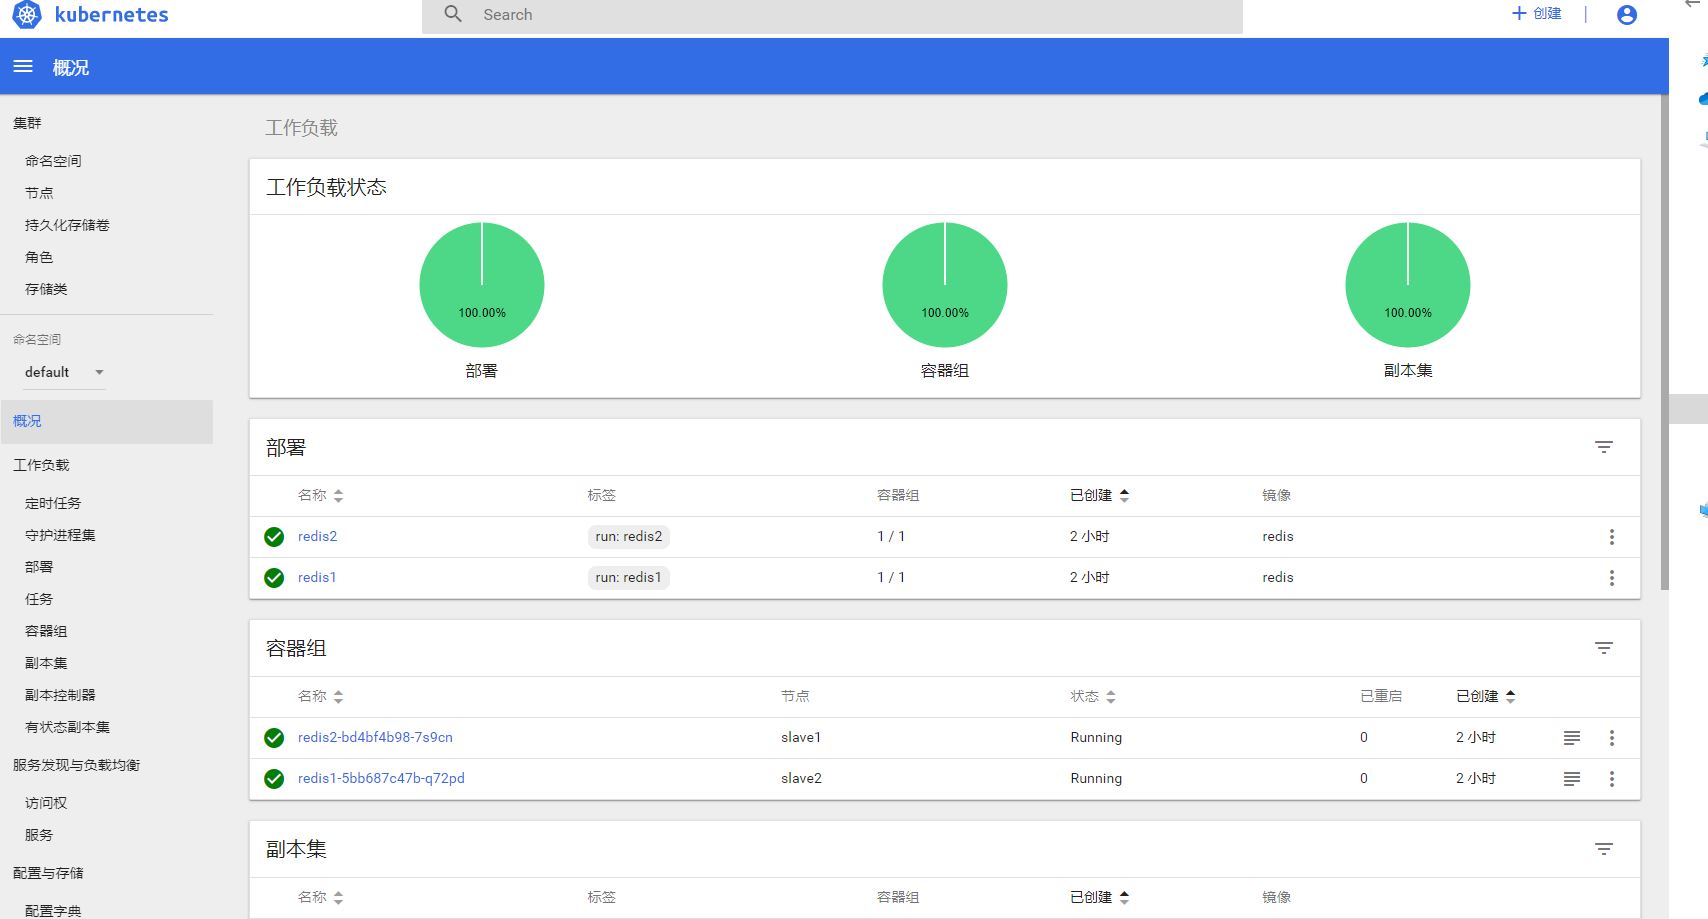 kubernetes
Search
创建
概况
集群
命名空间
节点
持久化存储卷
角色
存储类
命名空间
default
概况
工作负载
定时任务
守护进程集
部署
任务
容器组
副本集
副本控制器
有状态副本集
服务发现与负载均衡
访问权
服务
配置与存储
配置字典
工作负载
工作负载状态
100.00% 100.00% 100.00%
部署 容器组 副本集
部署
名称 标签 容器组 已创建 镜像
redis2 run: redis2 1 / 1 2 小时 redis
redis1 run: redis1 1 / 1 2 小时 redis
容器组
名称 节点 状态 已重启 已创建
redis2-bd4bf4b98-7s9cn slave1 Running 0 2 小时
redis1-5bb687c47b-q72pd slave2 Running 0 2 小时
副本集
名称 标签 容器组 已创建 镜像